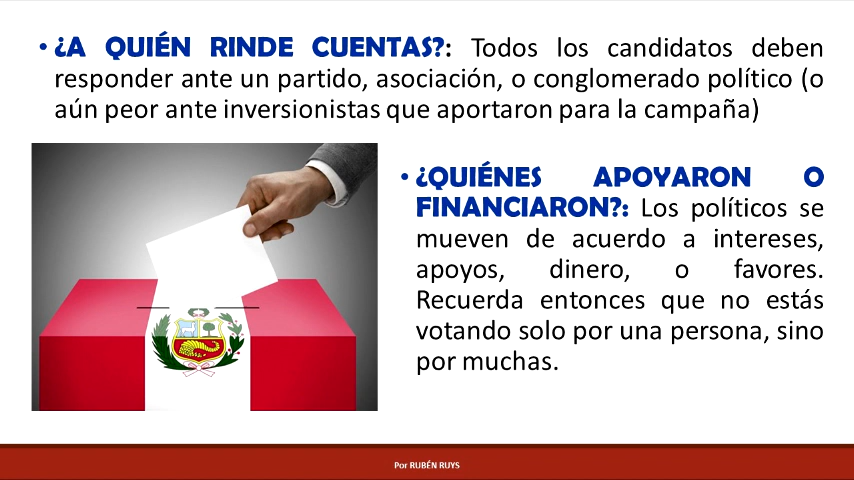 • ¿A QUIÉN RINDE CUENTAS?: Todos los candidatos deben
responder ante un partido, asociación, o conglomerado político (o
aún peor ante inversionistas que aportaron para la campaña)
• ¿QUIÉNES APOYARON O
FINANCIARON?: Los políticos se
mueven de acuerdo a intereses,
apoyos, dinero, o favores.
Recuerda entonces que no estás
votando solo por una persona, sino
por muchas.
Por RUBÉN RUYS